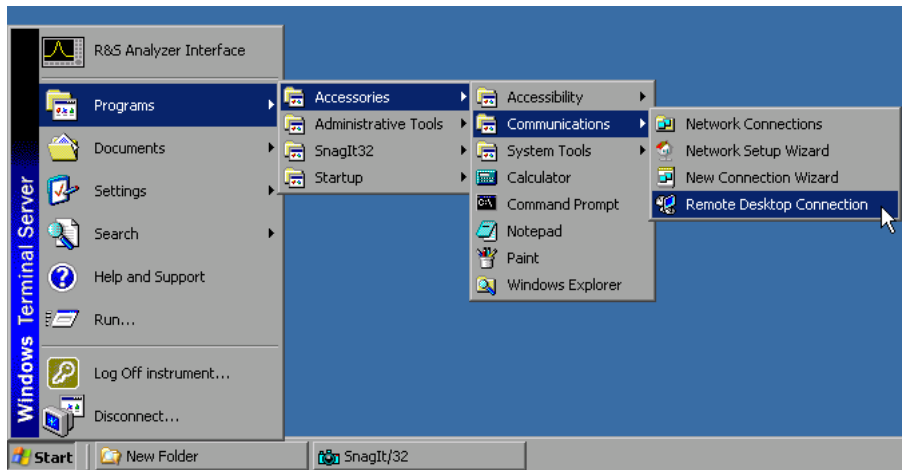 Windows Terminal Server
R&S Analyzer Interface
Programs
Documents
Settings
Search
Help and Support
Run...
Log Off instrument...
Disconnect...
Accessories
Administrative Tools
SnagIt32
Startup
Accessibility
Communications
System Tools
Calculator
Command Prompt
Notepad
Paint
Windows Explorer
Network Connections
Network Setup Wizard
New Connection Wizard
Remote Desktop Connection
Start
New Folder
SnagIt/32